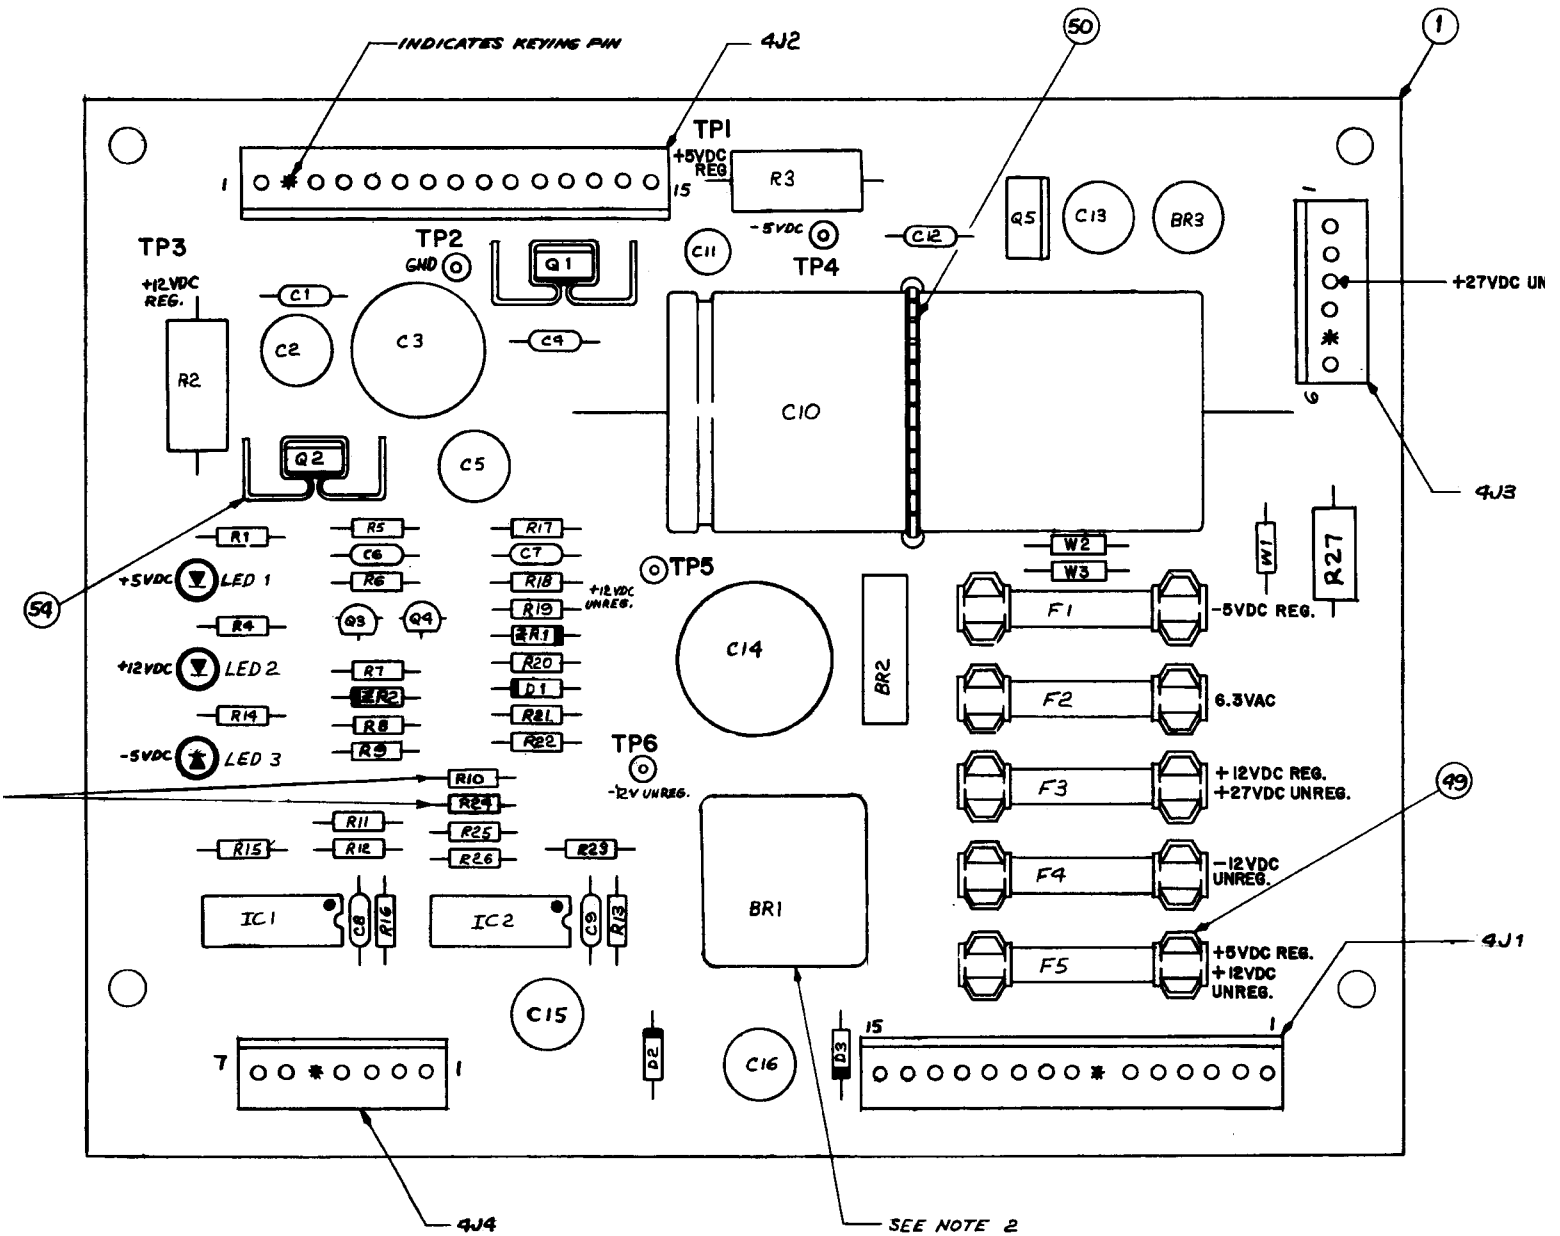 INDICATES KEYING PIN
4J2
50
1
TP1
+5VDC
REG
1
15
R3
-5VDC
TP4
C11
C12
Q5
C13
BR3
1
+27VDC UN
6
4J3
TP3
+12VDC
REG.
TP2
GND
Q1
C1
C2
C3
C4
R2
C10
Q2
C5
54
R1
R5
R17
C6
C7
+5VDC
LED 1
R6
R18
+12VDC
UNREG.
TP5
R19
R4
Q3
Q4
ZR1
+12VDC
LED 2
R7
R20
ZR2
D1
R14
R8
R21
-5VDC
LED 3
R9
R22
TP6
-12V UNREG.
R10
R24
R11
R25
R15
R12
R26
R23
IC1
C8
R16
IC2
C9
R13
C14
BR2
W2
W3
W1
R27
F1
-5VDC REG.
F2
6.3VAC
F3
+12VDC REG.
+27VDC UNREG.
49
F4
-12VDC
UNREG.
BR1
F5
+5VDC REG.
+12VDC
UNREG.
4J1
C15
7
1
D2
C16
D3
15
1
4J4
SEE NOTE 2